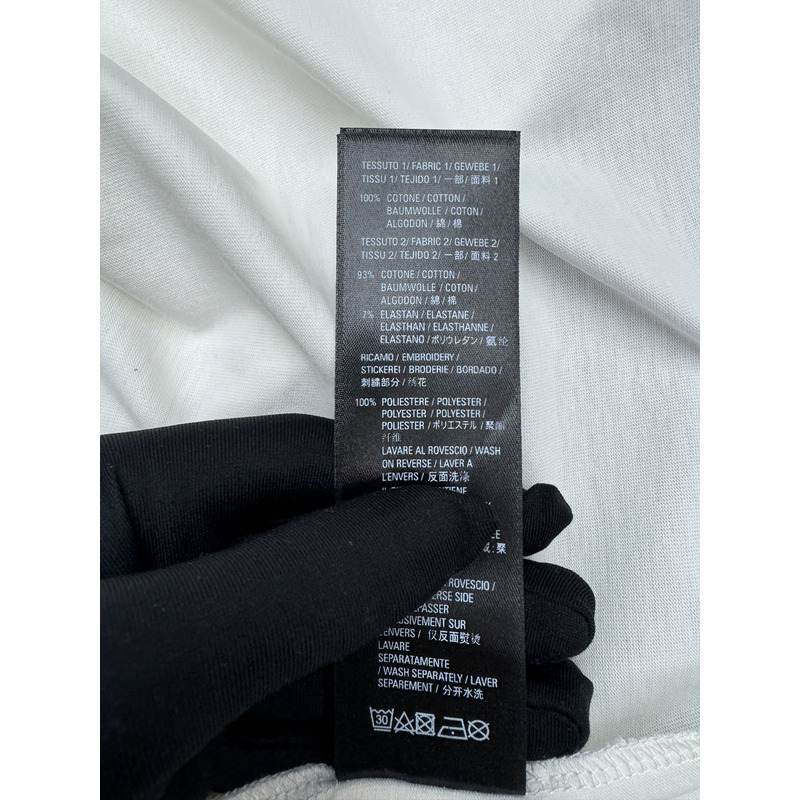 TESSUTO 1/ FABRIC 1/ GEWEBE 1/
TISSU 1/ TEJIDO 1/ 一部/ 面料 1
100% COTONE / COTTON /
BAUMWOLLE / COTON /
ALGODON / 綿 / 棉
TESSUTO 2/ FABRIC 2/ GEWEBE 2/
TISSU 2/ TEJIDO 2/ 一部/ 面料 2
93% COTONE / COTTON /
BAUMWOLLE / COTON /
ALGODON / 綿 / 棉
7% ELASTAN / ELASTANE /
ELASTHAN / ELASTHANNE /
ELASTANO / ポリウレタン / 氨纶
RICAMO / EMBROIDERY /
STICKEREI / BRODERIE / BORDADO /
刺繍部分 / 绣花
100% POLIESTERE / POLYESTER /
POLYESTER / POLYESTER /
POLIESTER / ポリエステル / 聚酯
纤维
LAVARE AL ROVESCIO / WASH
ON REVERSE / LAVER A
L'ENVERS / 反面洗涤
聚
ROVESCIO /
SIDE
SUR
L'ENVERS / 仅反面熨烫
LAVARE
SEPARATAMENTE
/ WASH SEPARATELY / LAVER
SEPAREMENT / 分开水洗
30